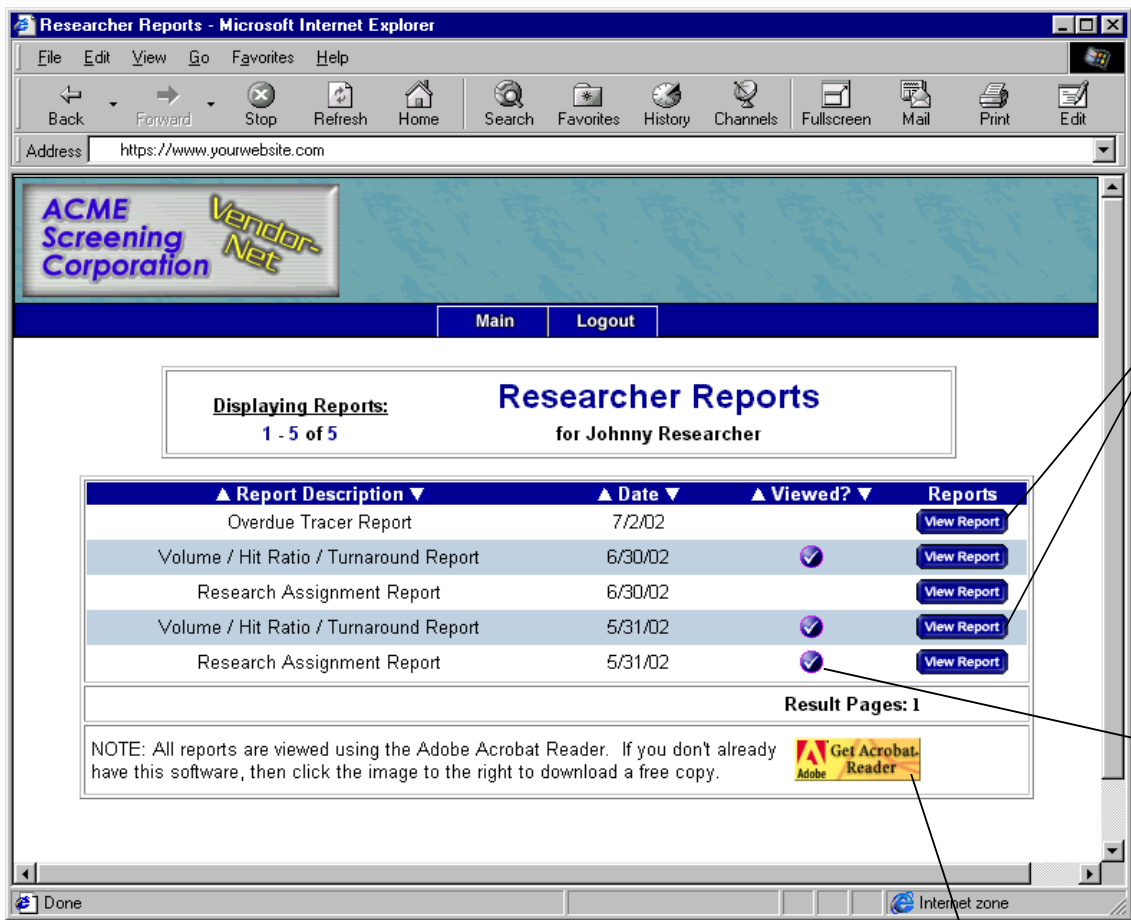 Researcher Reports - Microsoft Internet Explorer
File Edit View Go Favorites Help
Back Forward Stop Refresh Home Search Favorites History Channels Fullscreen Mail Print Edit
Address https://www.yourwebsite.com
ACME
Screening
Corporation
Vendor-
Net
Main Logout
Displaying Reports:
1 - 5 of 5
Researcher Reports
for Johnny Researcher
▲ Report Description ▼ ▲ Date ▼ ▲ Viewed? ▼ Reports
Overdue Tracer Report 7/2/02 View Report
Volume / Hit Ratio / Turnaround Report 6/30/02 View Report
Research Assignment Report 6/30/02 View Report
Volume / Hit Ratio / Turnaround Report 5/31/02 View Report
Research Assignment Report 5/31/02 View Report
Result Pages: 1
NOTE: All reports are viewed using the Adobe Acrobat Reader. If you don't already
have this software, then click the image to the right to download a free copy.
Adobe
Get Acrobat
Reader
Done Internet zone